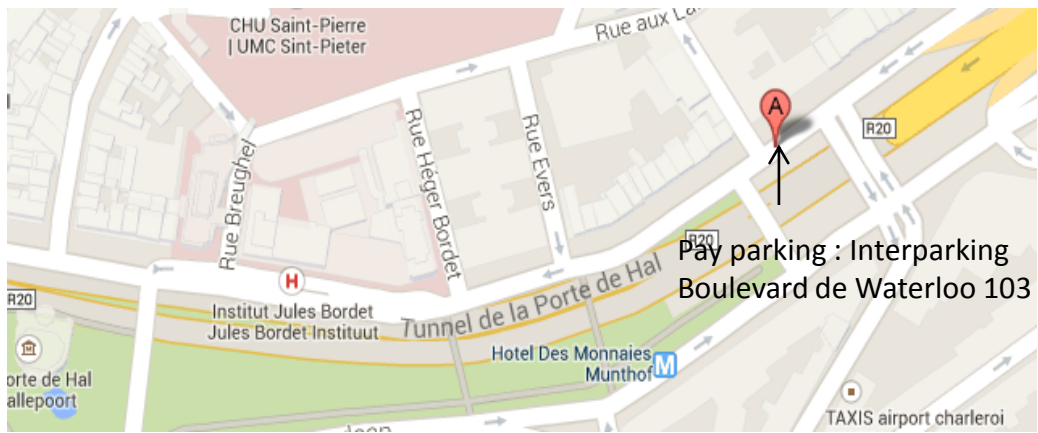 CHU Saint-Pierre
| UMC Sint-Pieter
Rue aux
A
R20
Rue Breughel
Rue Héger Bordet
Rue Evers
R20
Pay parking : Interparking
Boulevard de Waterloo 103
R20
H
Institut Jules Bordet
Jules Bordet Instituut
Tunnel de la Porte de Hal
Hotel Des Monnaies
Munthof
M
orte de Hal
allepoort
TAXIS airport charleroi